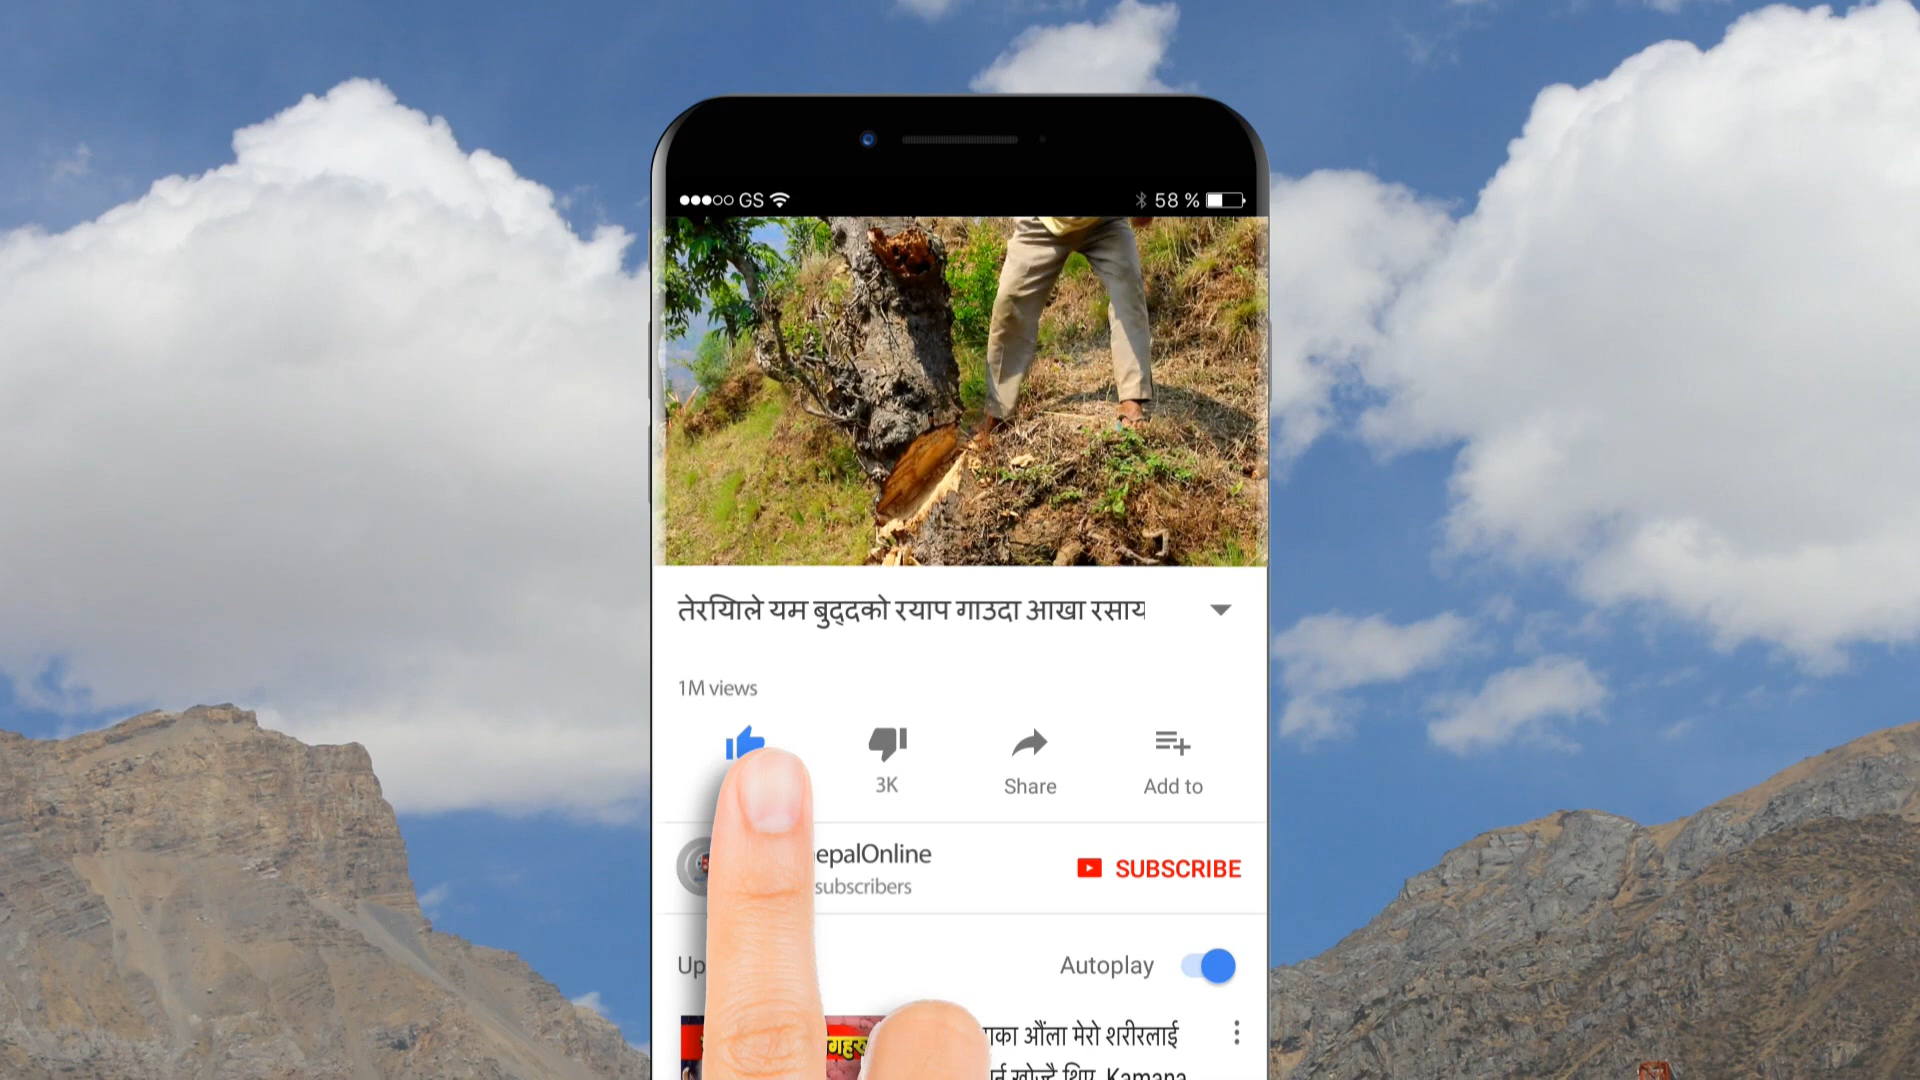 GS 58 %
तेरयािले यम बुद्दको रयाप गाउदा आखा रसाय
1M views
3K Share Add to
epalOnline
SUBSCRIBE
subscribers
Up Autoplay
औंला मेरो शरीरलाई
खोज्दै थिए Kamana